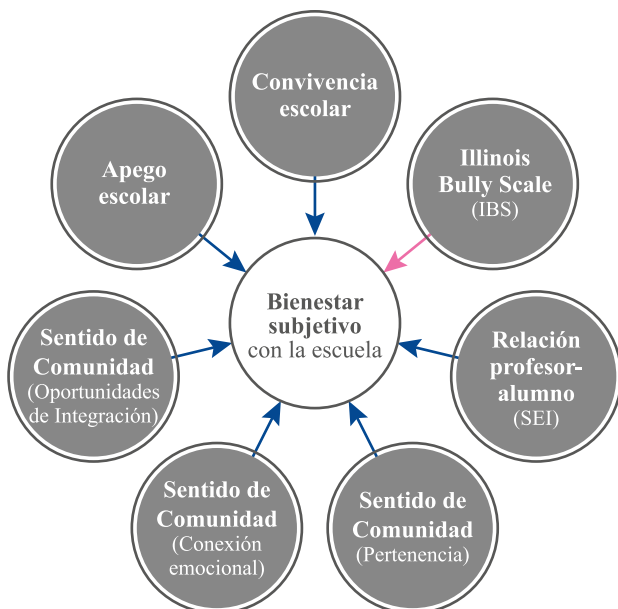 Convivencia
escolar
Apego
escolar
Illinois
Bully Scale
(IBS)
Bienestar
subjetivo
con la escuela
Sentido de
Comunidad
(Oportunidades
de Integración)
Relación
profesor-
alumno
(SEI)
Sentido de
Comunidad
(Conexión
emocional)
Sentido de
Comunidad
(Pertenencia)